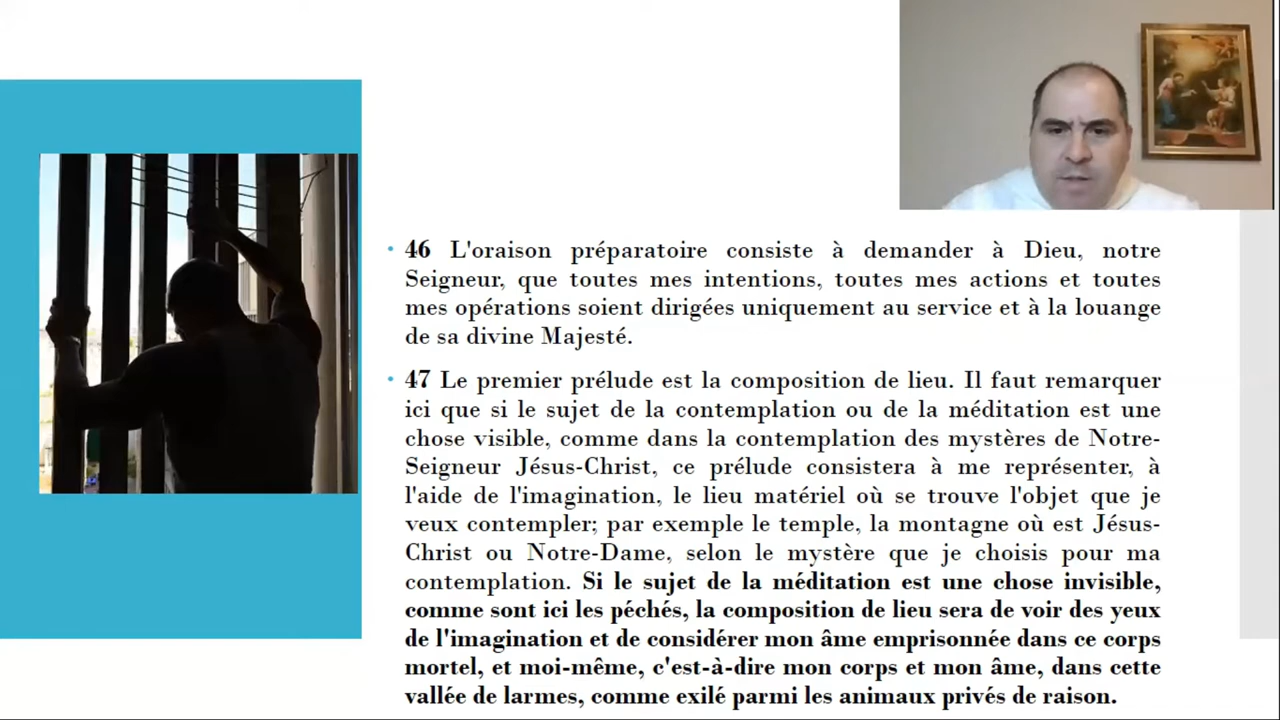 • 46 L'oraison préparatoire consiste à demander à Dieu, notre
Seigneur, que toutes mes intentions, toutes mes actions et toutes
mes opérations soient dirigées uniquement au service et à la louange
de sa divine Majesté.
• 47 Le premier prélude est la composition de lieu. Il faut remarquer
ici que si le sujet de la contemplation ou de la méditation est une
chose visible, comme dans la contemplation des mystères de Notre-
Seigneur Jésus-Christ, ce prélude consistera à me représenter, à
l'aide de l'imagination, le lieu matériel où se trouve l'objet que je
veux contempler; par exemple le temple, la montagne où est Jésus-
Christ ou Notre-Dame, selon le mystère que je choisis pour ma
contemplation. Si le sujet de la méditation est une chose invisible,
comme sont ici les péchés, la composition de lieu sera de voir des yeux
de l'imagination et de considérer mon âme emprisonnée dans ce corps
mortel, et moi-même, c'est-à-dire mon corps et mon âme, dans cette
vallée de larmes, comme exilé parmi les animaux privés de raison.